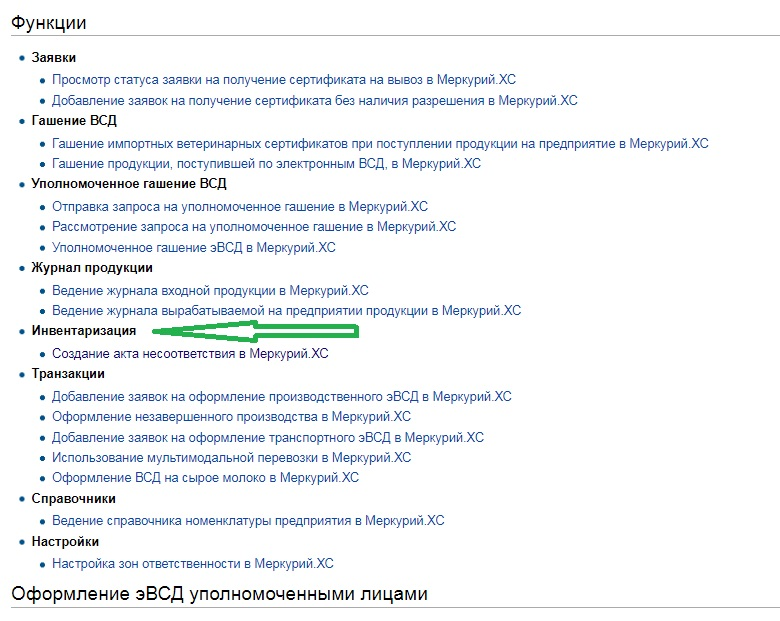 Функции
Заявки
Просмотр статуса заявки на получение сертификата на вывоз в Меркурий.ХС
Добавление заявок на получение сертификата без наличия разрешения в Меркурий.ХС
Гашение ВСД
Гашение импортных ветеринарных сертификатов при поступлении продукции на предприятие в Меркурий.ХС
Гашение продукции, поступившей по электронным ВСД, в Меркурий.ХС
Уполномоченное гашение ВСД
Отправка запроса на уполномоченное гашение в Меркурий.ХС
Рассмотрение запроса на уполномоченное гашение в Меркурий.ХС
Уполномоченное гашение эВСД в Меркурий.ХС
Журнал продукции
Ведение журнала входной продукции в Меркурий.ХС
Ведение журнала вырабатываемой на предприятии продукции в Меркурий.ХС
Инвентаризация
Создание акта несоответствия в Меркурий.ХС
Транзакции
Добавление заявок на оформление производственного эВСД в Меркурий.ХС
Оформление незавершенного производства в Меркурий.ХС
Добавление заявок на оформление транспортного эВСД в Меркурий.ХС
Использование мультимодальной перевозки в Меркурий.ХС
Оформление ВСД на сырое молоко в Меркурий.ХС
Справочники
Ведение справочника номенклатуры предприятия в Меркурий.ХС
Настройки
Настройка зон ответственности в Меркурий.ХС
Оформление эВСД уполномоченными лицами